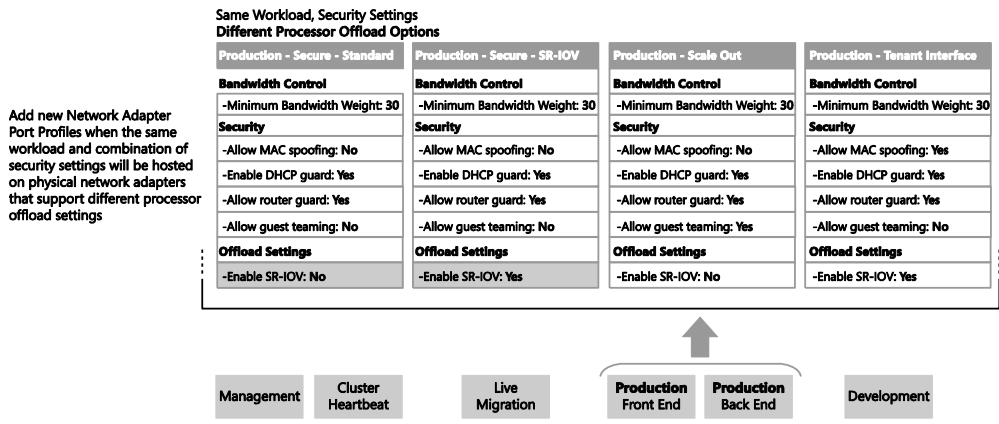 Same Workload, Security Settings
Different Processor Offload Options
Add new Network Adapter
Port Profiles when the same
workload and combination of
security settings will be hosted
on physical network adapters
that support different processor
offload settings
Production - Secure - Standard
Bandwidth Control
-Minimum Bandwidth Weight: 30
Security
-Allow MAC spoofing: No
-Enable DHCP guard: Yes
-Allow router guard: Yes
-Allow guest teaming: No
Offload Settings
-Enable SR-IOV: No
Production - Secure - SR-IOV
Bandwidth Control
-Minimum Bandwidth Weight: 30
Security
-Allow MAC spoofing: No
-Enable DHCP guard: Yes
-Allow router guard: Yes
-Allow guest teaming: No
Offload Settings
-Enable SR-IOV: Yes
Production - Scale Out
Bandwidth Control
-Minimum Bandwidth Weight: 30
Security
-Allow MAC spoofing: No
-Enable DHCP guard: Yes
-Allow router guard: Yes
-Allow guest teaming: Yes
Offload Settings
-Enable SR-IOV: No
Production - Tenant Interface
Bandwidth Control
-Minimum Bandwidth Weight: 30
Security
-Allow MAC spoofing: Yes
-Enable DHCP guard: Yes
-Allow router guard: Yes
-Allow guest teaming: No
Offload Settings
-Enable SR-IOV: Yes
Management
Cluster
Heartbeat
Live
Migration
Production
Front End
Production
Back End
Development